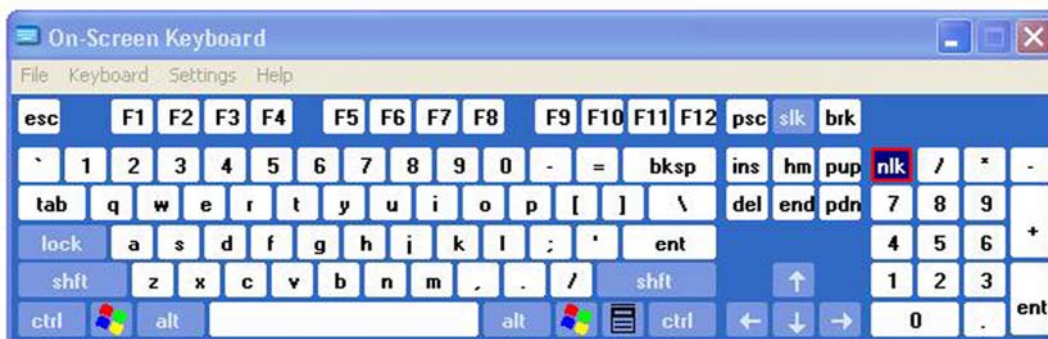 On-Screen Keyboard
File Keyboard Settings Help
esc F1 F2 F3 F4 F5 F6 F7 F8 F9 F10 F11 F12 psc slk brk
` 1 2 3 4 5 6 7 8 9 0 - = bksp ins hm pup nlk / * -
tab q w e r t y u i o p [ ] \ del end pdn 7 8 9 +
lock a s d f g h j k l ; ' ent 4 5 6
shft z x c v b n m , . / shft ↑ 1 2 3 ent
ctrl alt alt ctrl ← ↓ → 0 .